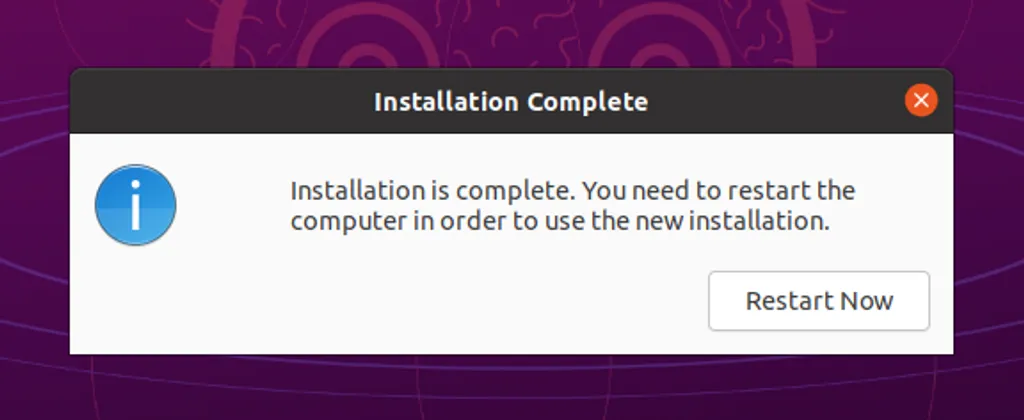 Installation Complete
Installation is complete. You need to restart the
computer in order to use the new installation.
Restart Now